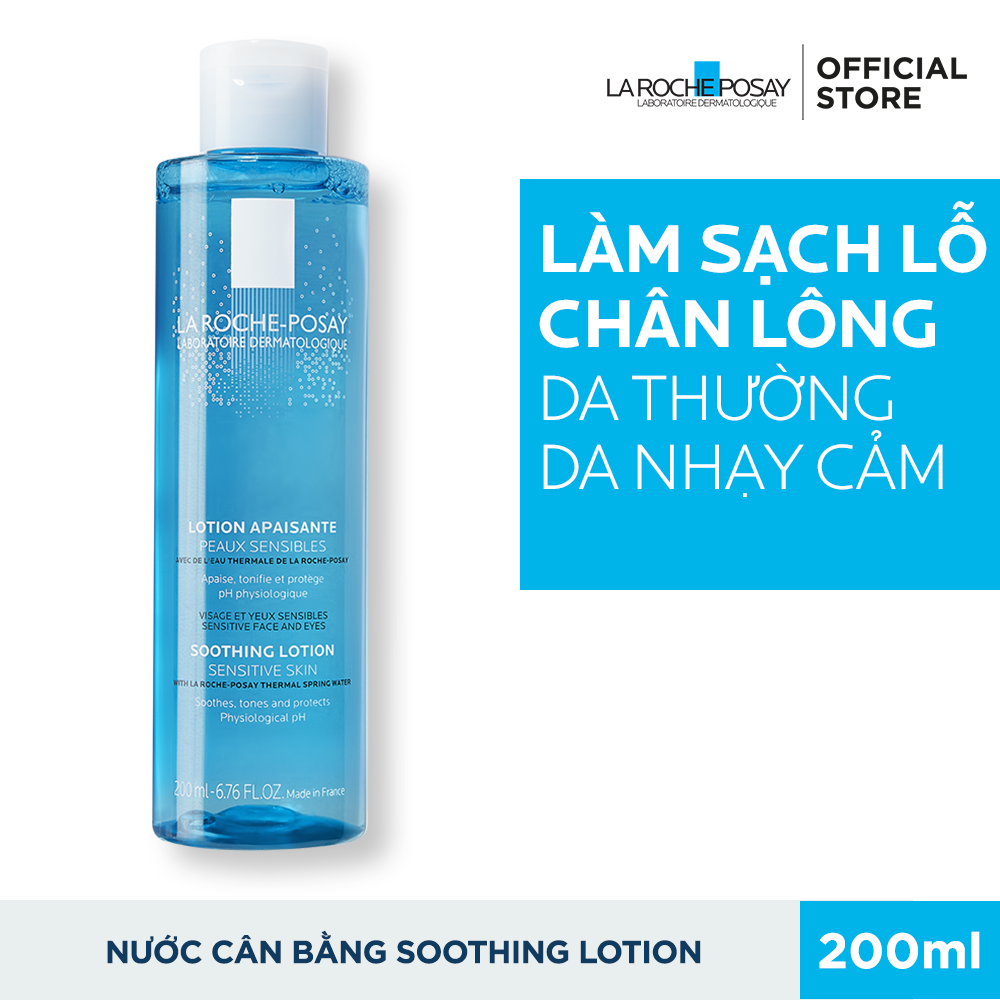 LA ROCHE POSAY
LABORATOIRE DERMATOLOGIQUE
OFFICIAL
STORE
LÀM SẠCH LỖ
CHÂN LÔNG
DA THƯỜNG
DA NHẠY CẢM
LA ROCHE-POSAY
LABORATOIRE DERMATOLOGIQUE
LOTION APAISANTE
PEAUX SENSIBLES
AVEC DE L'EAU THERMALE DE LA ROCHE-POSAY
Apaise, tonifie et protège
pH physiologique
VISAGE ET YEUX SENSIBLES
SENSITIVE FACE AND EYES
SOOTHING LOTION
SENSITIVE SKIN
WITH LA ROCHE-POSAY THERMAL SPRING WATER
Soothes, tones and protects
Physiological pH
200 ml - 6.76 FL.OZ. Made in France
NƯỚC CÂN BẰNG SOOTHING LOTION
200ml